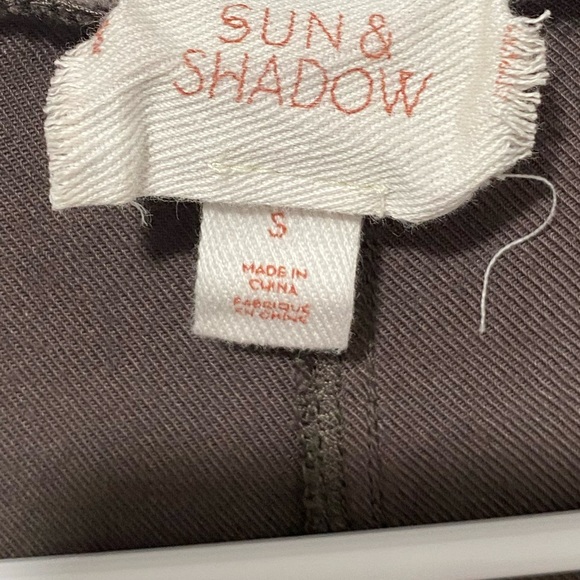 SUN &
SHADOW
S
MADE IN
CHINA
FABRIQUE
EN CHINE